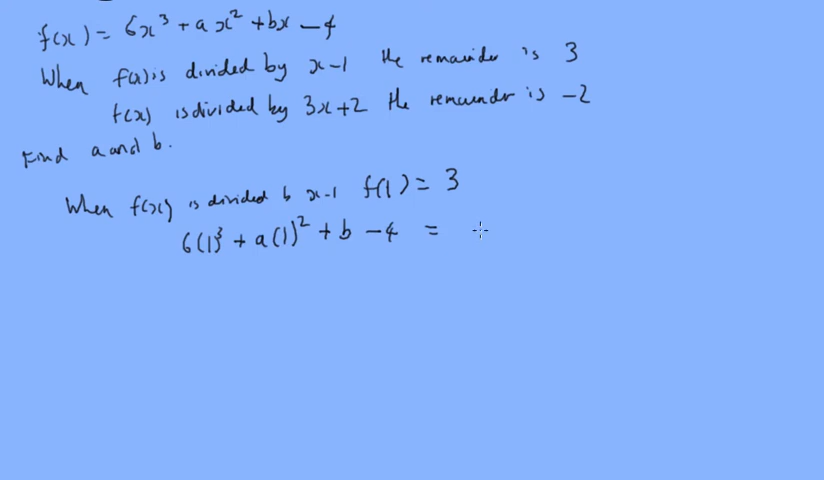 f(x) = 6x³ + ax² + bx - 4
When f(x) is divided by x-1 the remainder is 3
f(x) is divided by 3x+2 the remainder is -2
Find a and b.
When f(x) is divided b x-1 f(1) = 3
6(1)³ + a(1)² + b - 4 =